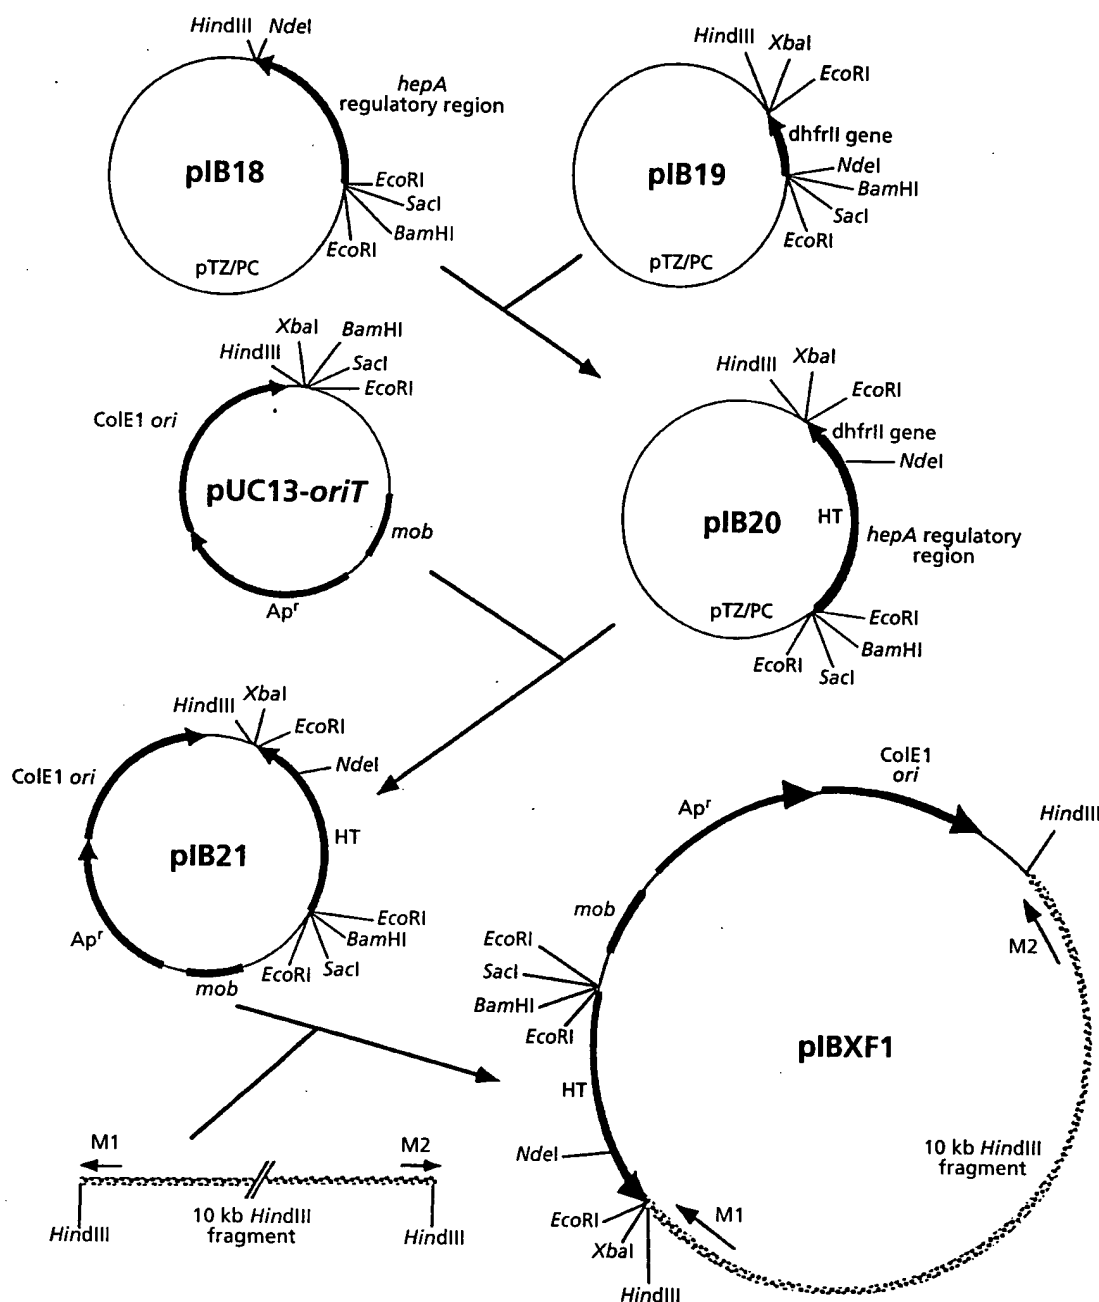 HindIII NdeI
hepA
regulatory region
pIB18
EcoRI
SacI
BamHI
EcoRI
pTZ/PC
HindIII
XbaI
EcoRI
dhfrII gene
pIB19
NdeI
BamHI
SacI
EcoRI
pTZ/PC
XbaI
BamHI
HindIII
SacI
EcoRI
ColE1 ori
pUC13-oriT
mob
Apr
HindIII
XbaI
EcoRI
dhfrII gene
NdeI
pIB20
HT
hepA regulatory
region
pTZ/PC
EcoRI
BamHI
EcoRI
SacI
HindIII
XbaI
EcoRI
ColE1 ori
NdeI
pIB21
HT
Apr
EcoRI
BamHI
EcoRI
SacI
mob
ColE1
ori
Apr
HindIII
mob
M2
EcoRI
SacI
BamHI
EcoRI
pIBXF1
HT
NdeI
10 kb HindIII
fragment
M1
EcoRI
XbaI
HindIII
M1
M2
10 kb HindIII
fragment
HindIII
HindIII